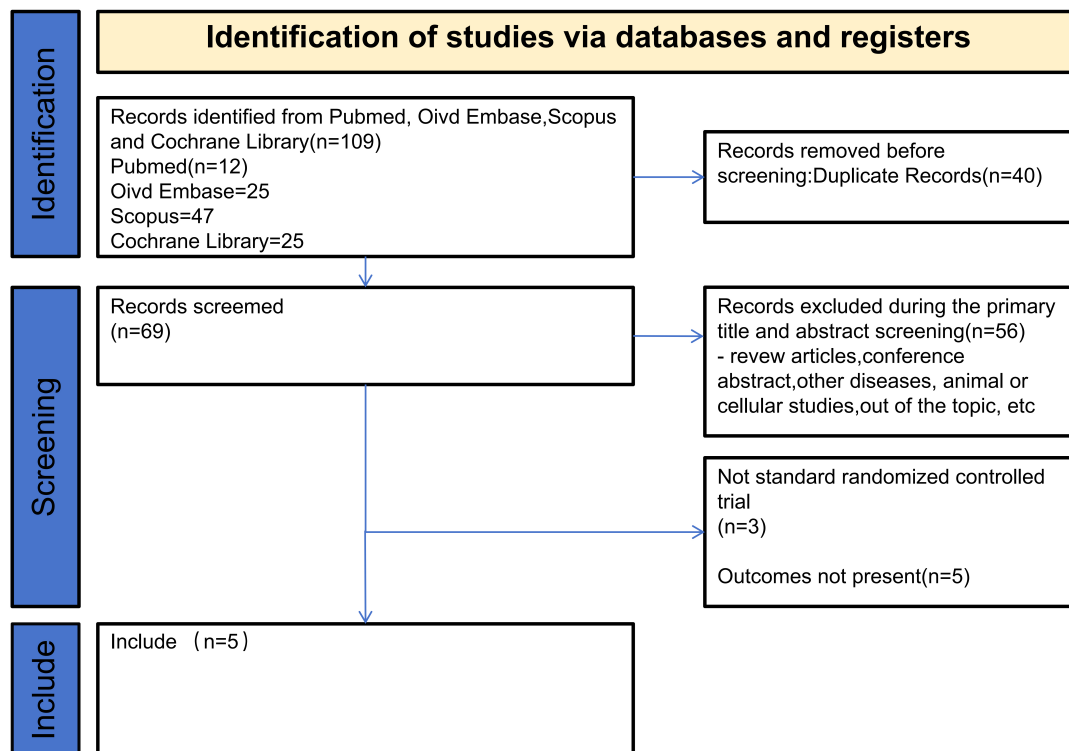 Identification of studies via databases and registers
Identification
Records identified from Pubmed, Oivd Embase,Scopus
and Cochrane Library(n=109)
Pubmed(n=12)
Oivd Embase=25
Scopus=47
Cochrane Library=25
Records removed before
screening:Duplicate Records(n=40)
Screening
Records screemed
(n=69)
Records excluded during the primary
title and abstract screening(n=56)
- revew articles,conference
abstract,other diseases, animal or
cellular studies,out of the topic, etc
Not standard randomized controlled
trial
(n=3)
Outcomes not present(n=5)
Include
Include （n=5）